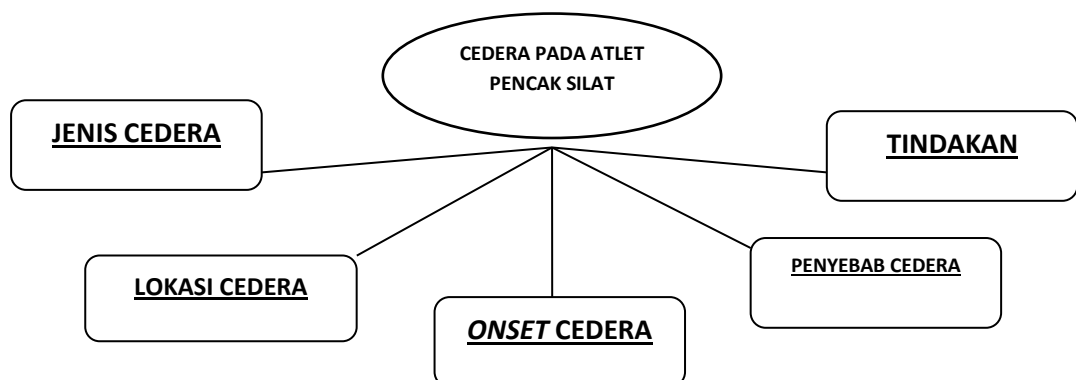 CEDERA PADA ATLET
PENCAK SILAT
JENIS CEDERA
TINDAKAN
LOKASI CEDERA
PENYEBAB CEDERA
ONSET CEDERA